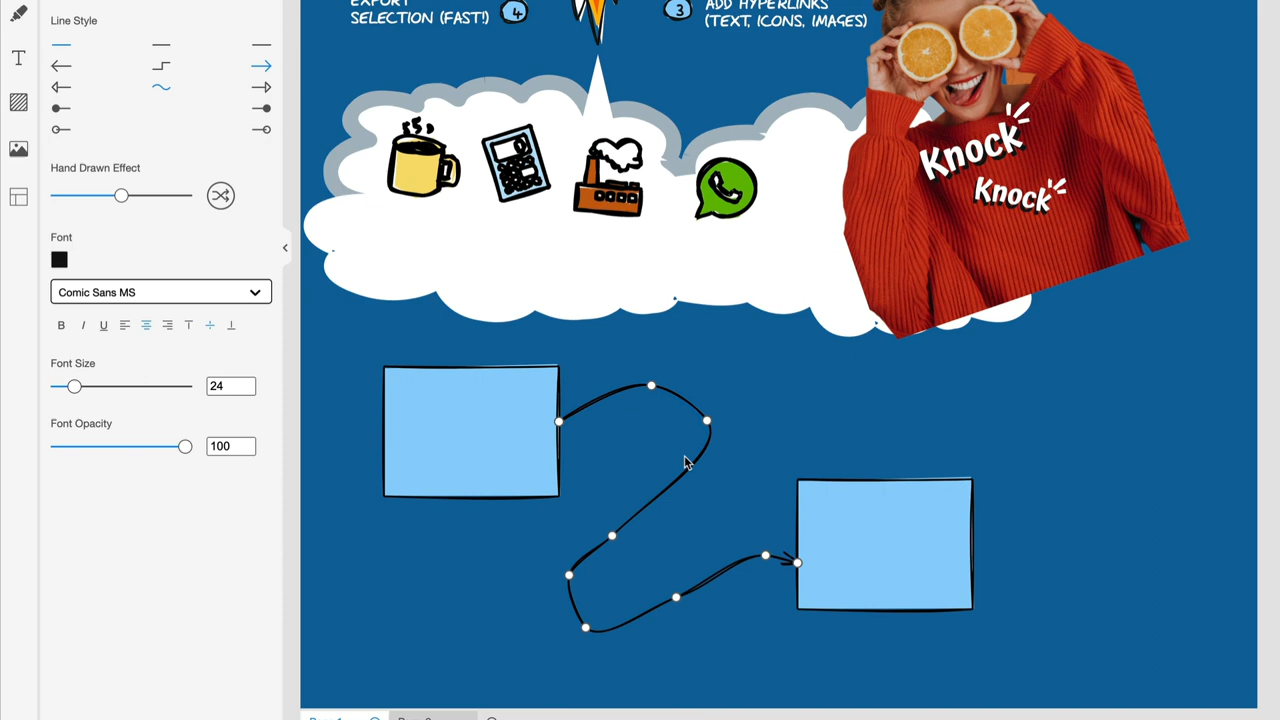 Line Style
Hand Drawn Effect
Font
Comic Sans MS
B I U
Font Size
24
Font Opacity
100
EXPORT
SELECTION (FAST!)
4
3
ADD HYPERLINKS
(TEXT, ICONS, IMAGES)
Knock
Knock